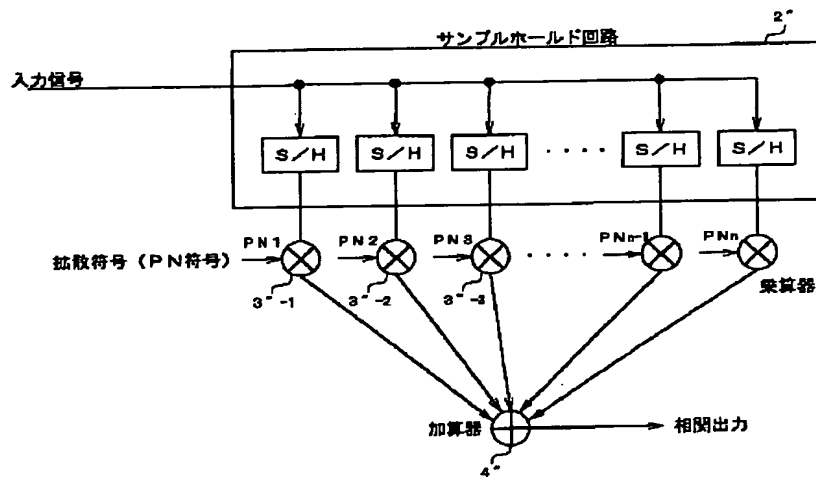 2"
サンプルホールド回路
入力信号
S/H S/H S/H ････ S/H S/H
PN1 PN2 PN3 ････ PNn-1 PNn
拡散符号（PN符号）
乗算器
3"-1 3"-2 3"-3
加算器 相関出力
4"